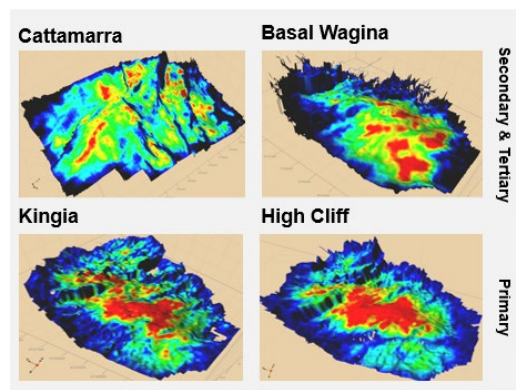 Cattamarra
Basal Wagina
Secondary & Tertiary
Kingia
High Cliff
Primary